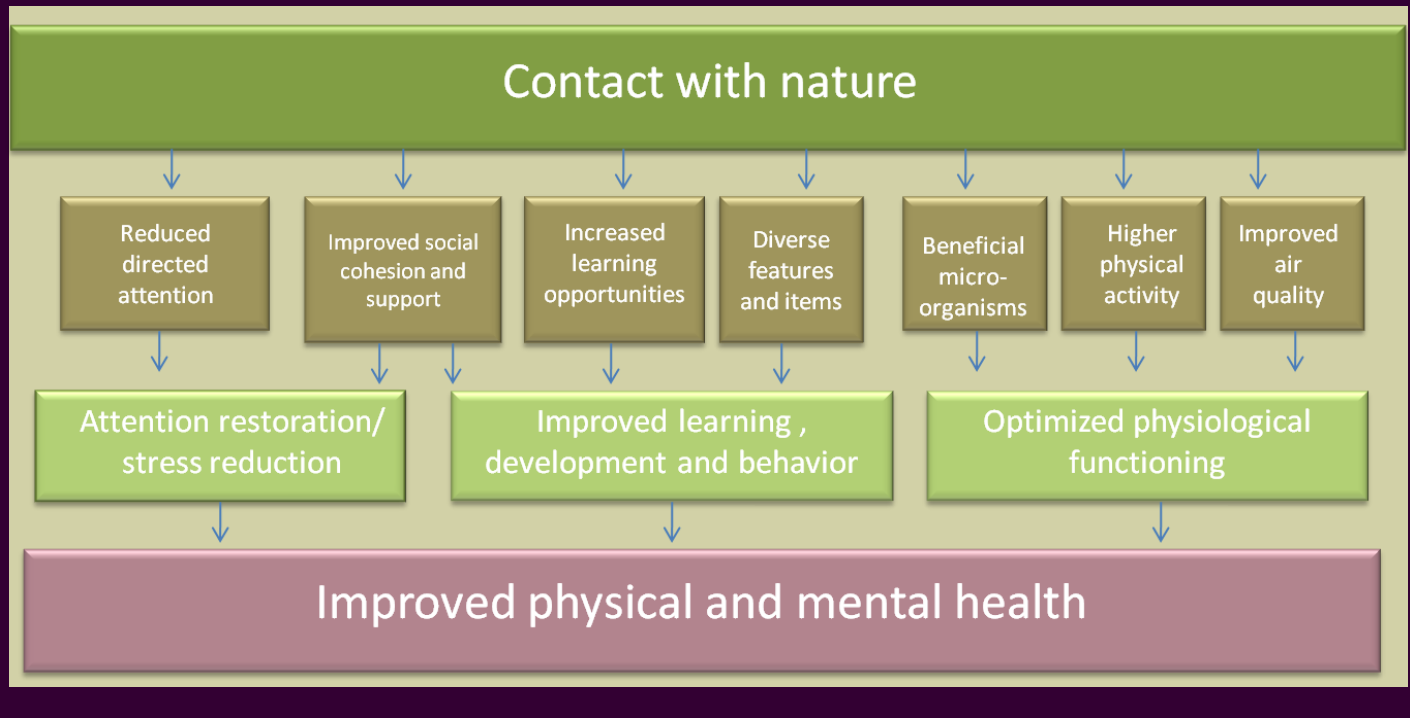 Contact with nature
Reduced
directed
attention
Improved social
cohesion and
support
Increased
learning
opportunities
Diverse
features
and items
Beneficial
micro-
organisms
Higher
physical
activity
Improved
air
quality
Attention restoration/
stress reduction
Improved learning ,
development and behavior
Optimized physiological
functioning
Improved physical and mental health